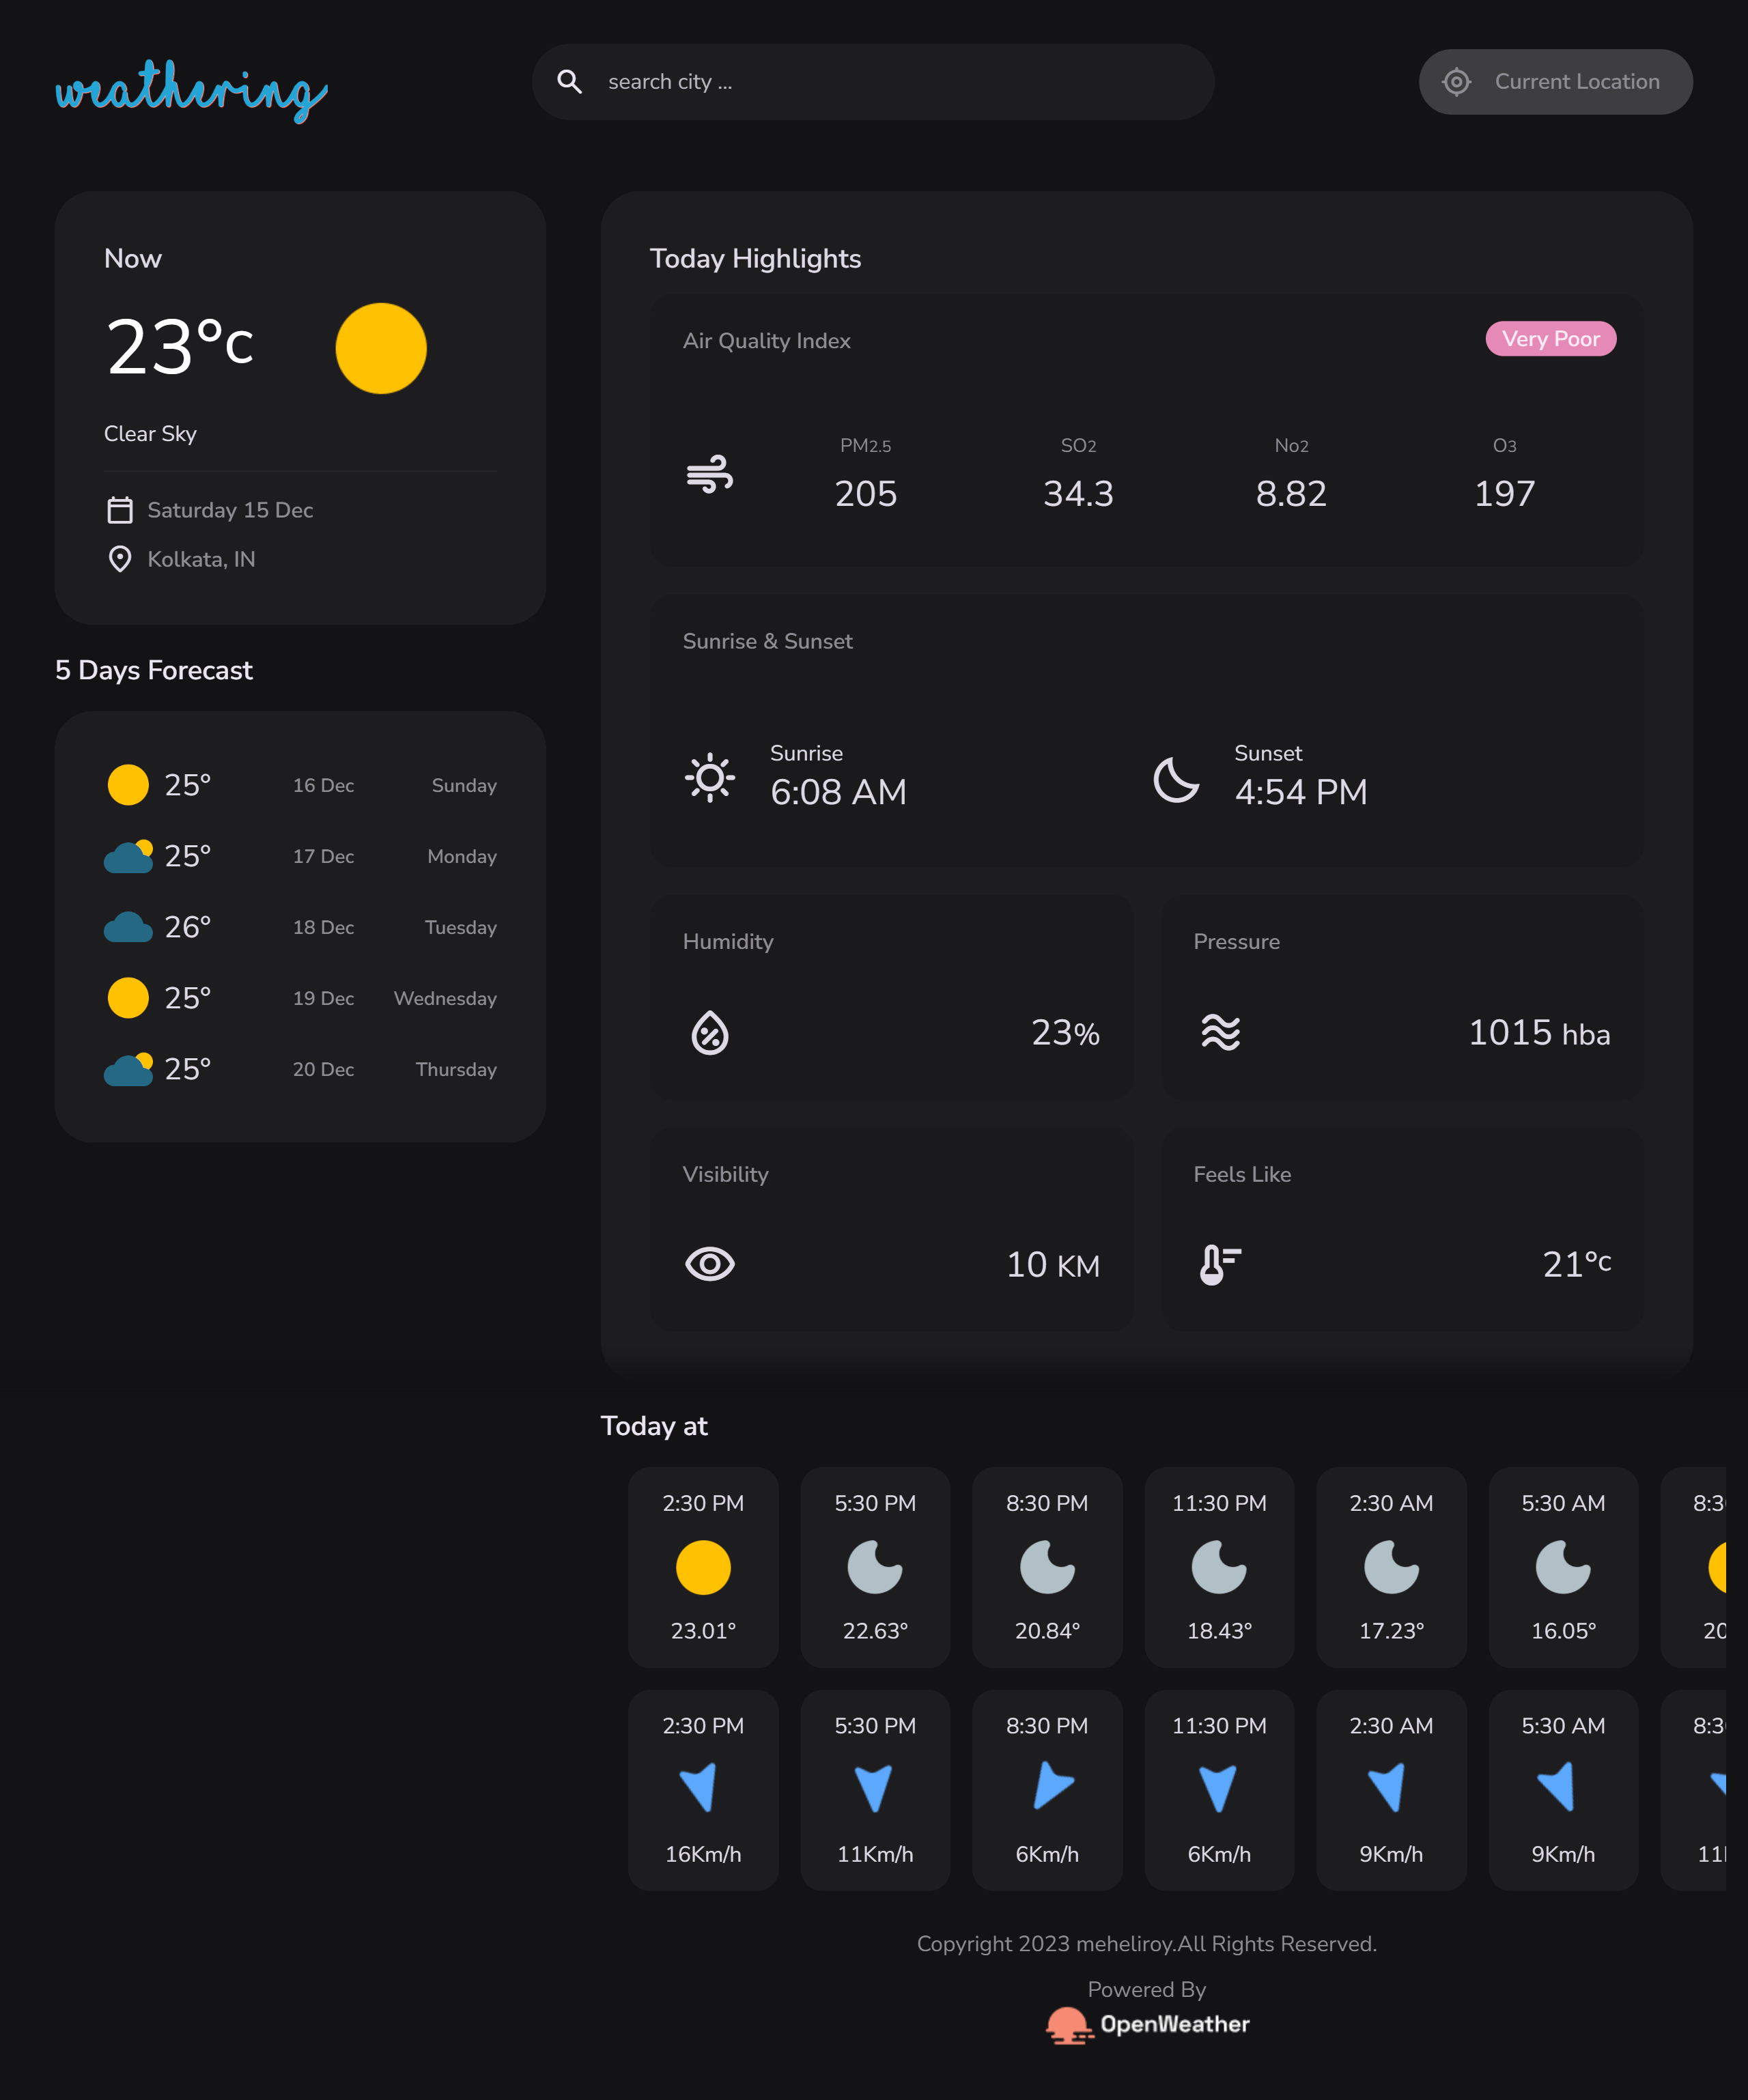 weathering
search city ...
Current Location
Now
23°c
Clear Sky
Saturday 15 Dec
Kolkata, IN
5 Days Forecast
25° 16 Dec Sunday
25° 17 Dec Monday
26° 18 Dec Tuesday
25° 19 Dec Wednesday
25° 20 Dec Thursday
Today Highlights
Air Quality Index
Very Poor
PM2.5 SO2 No2 O3
205 34.3 8.82 197
Sunrise & Sunset
Sunrise
6:08 AM
Sunset
4:54 PM
Humidity
23%
Pressure
1015 hba
Visibility
10 KM
Feels Like
21°c
Today at
2:30 PM 5:30 PM 8:30 PM 11:30 PM 2:30 AM 5:30 AM
23.01° 22.63° 20.84° 18.43° 17.23° 16.05°
2:30 PM 5:30 PM 8:30 PM 11:30 PM 2:30 AM 5:30 AM
16Km/h 11Km/h 6Km/h 6Km/h 9Km/h 9Km/h
Copyright 2023 meheliroy.All Rights Reserved.
Powered By
OpenWeather